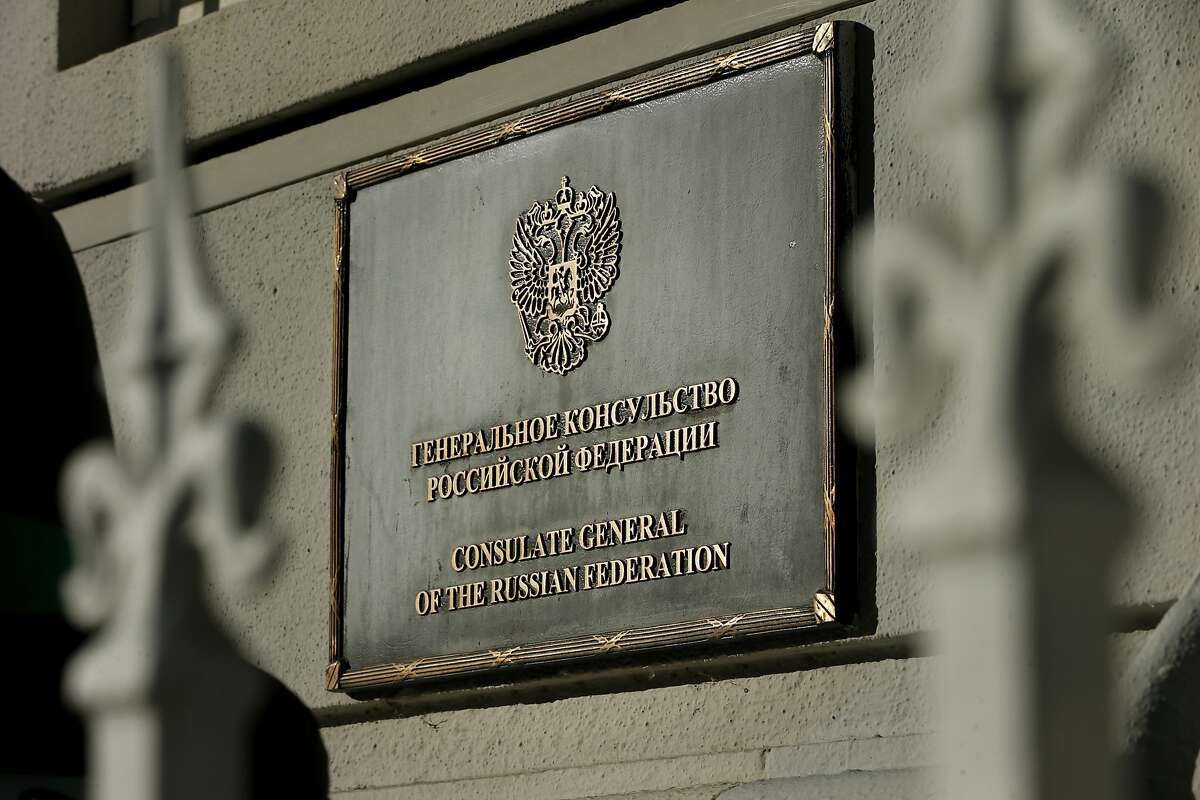 ГЕНЕРАЛЬНОЕ КОНСУЛЬСТВО
РОССИЙСКОЙ ФЕДЕРАЦИИ
CONSULATE GENERAL
OF THE RUSSIAN FEDERATION